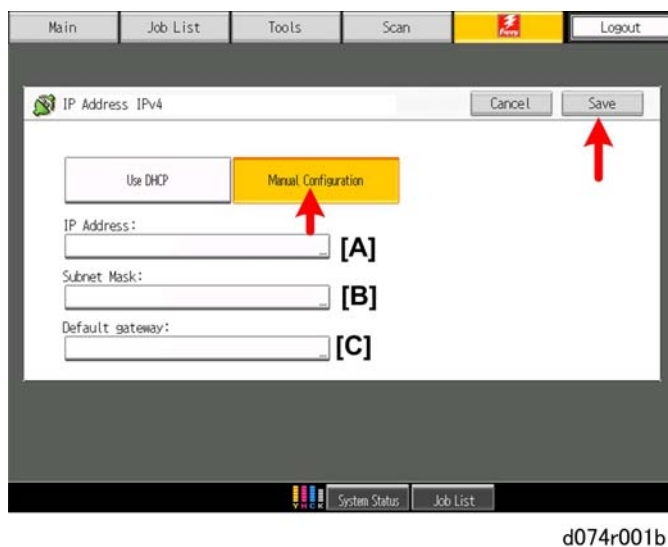 Main Job List Tools Scan Fiery Logout
IP Address IPv4 Cancel Save
Use DHCP Manual Configuration
IP Address:
[A]
Subnet Mask:
[B]
Default gateway:
[C]
Y M C K System Status Job List
d074r001b